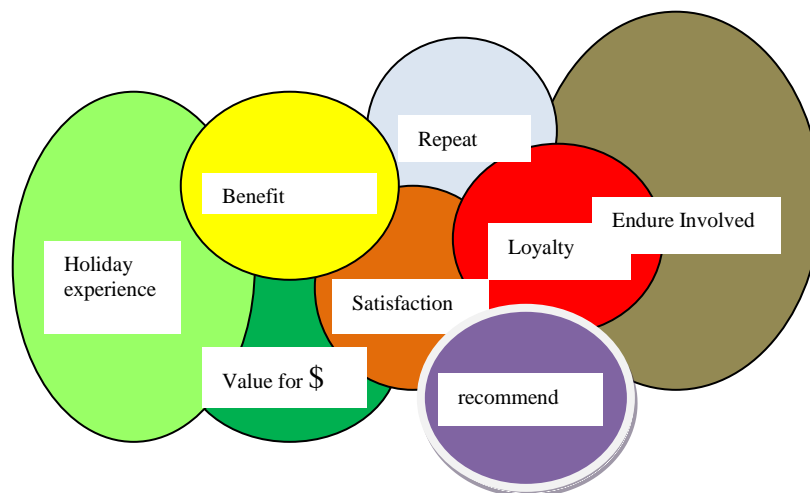 Repeat
Benefit
Endure Involved
Loyalty
Holiday
experience
Satisfaction
Value for $
recommend